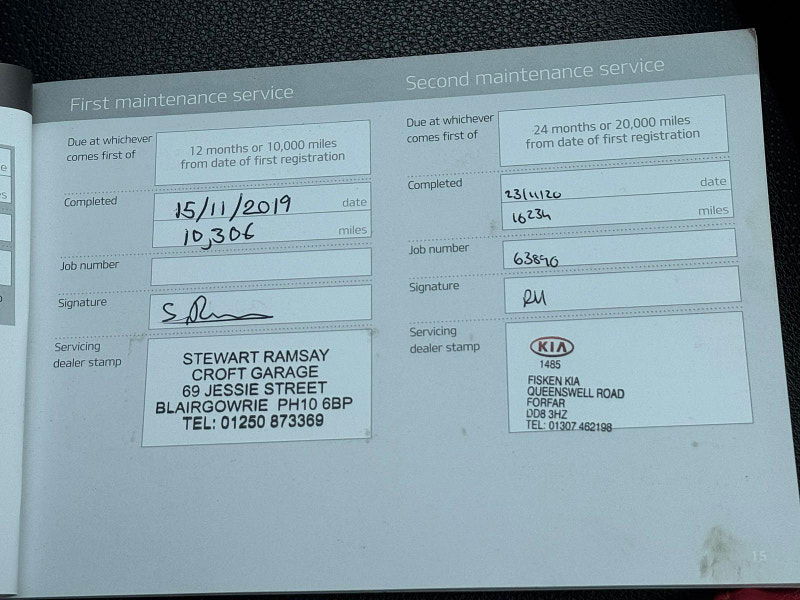 First maintenance service
Due at whichever comes first of
12 months or 10,000 miles
from date of first registration
Completed
15/11/2019 date
10,306 miles
Job number
Signature
Servicing
dealer stamp
STEWART RAMSAY
CROFT GARAGE
69 JESSIE STREET
BLAIRGOWRIE PH10 6BP
TEL: 01250 873369
Second maintenance service
Due at whichever
comes first of
24 months or 20,000 miles
from date of first registration
Completed
23/11/20 date
16234 miles
Job number
63890
Signature
Servicing
dealer stamp
KIA
1485
FISKEN KIA
QUEENSWELL ROAD
FORFAR
DD8 3HZ
TEL: 01307 462198
15